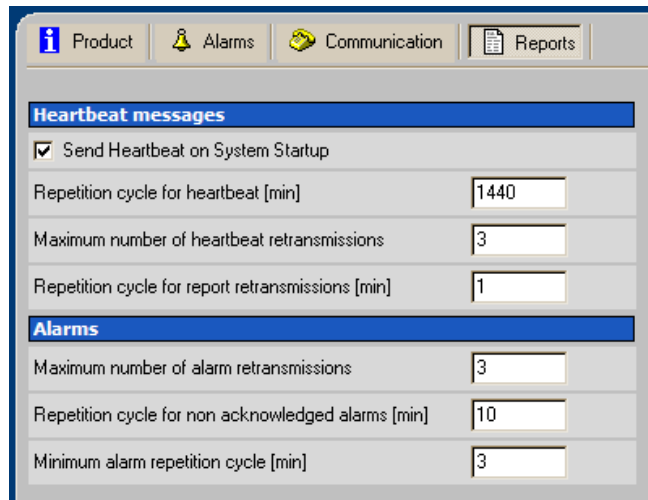 Product Alarms Communication Reports
Heartbeat messages
Send Heartbeat on System Startup
Repetition cycle for heartbeat [min] 1440
Maximum number of heartbeat retransmissions 3
Repetition cycle for report retransmissions [min] 1
Alarms
Maximum number of alarm retransmissions 3
Repetition cycle for non acknowledged alarms [min] 10
Minimum alarm repetition cycle [min] 3